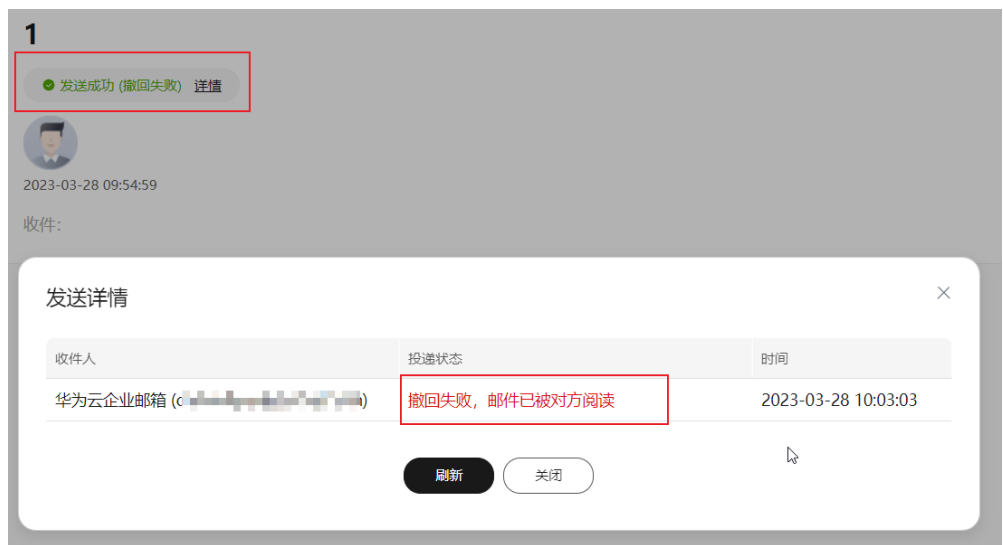 1
发送成功 (撤回失败) 详情
2023-03-28 09:54:59
收件:
发送详情
收件人 投递状态 时间
华为云企业邮箱 ( ) 撤回失败，邮件已被对方阅读 2023-03-28 10:03:03
刷新 关闭